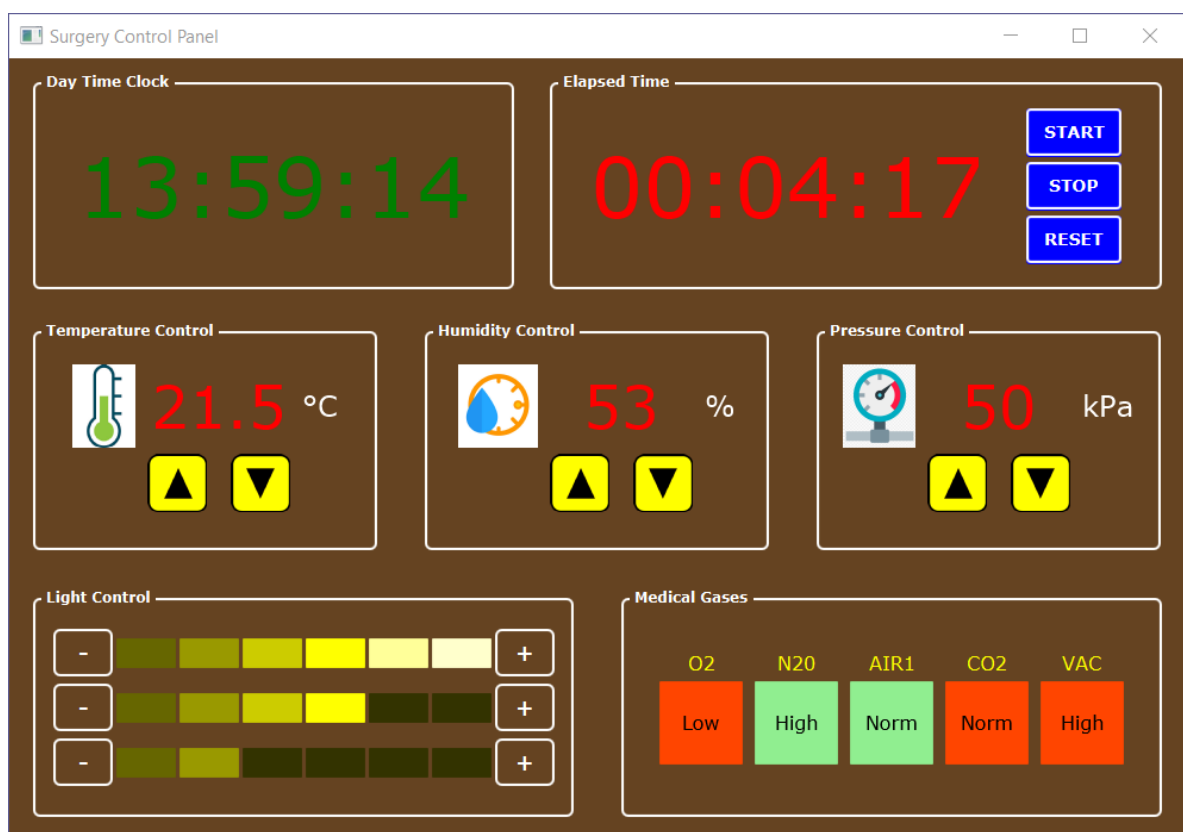 Surgery Control Panel
Day Time Clock
13:59:14
Elapsed Time
00:04:17
START
STOP
RESET
Temperature Control
21.5 °C
▲ ▼
Humidity Control
53 %
▲ ▼
Pressure Control
50 kPa
▲ ▼
Light Control
- +
- +
- +
Medical Gases
O2 N20 AIR1 CO2 VAC
Low High Norm Norm High